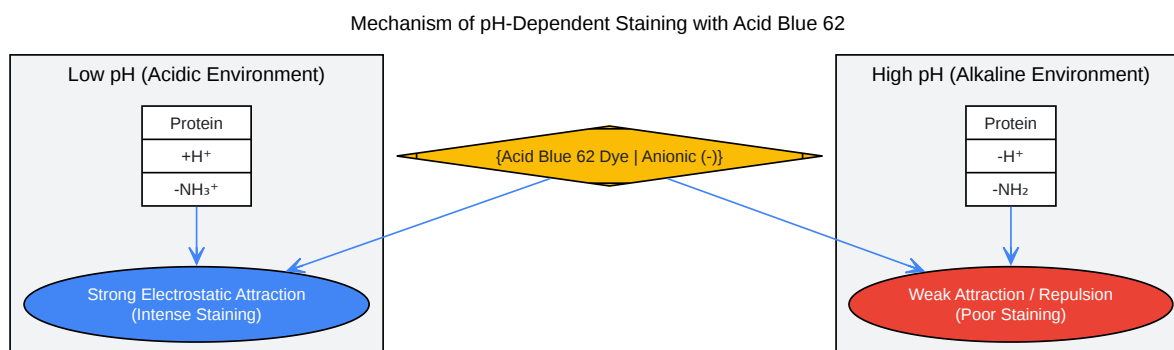 Mechanism of pH-Dependent Staining with Acid Blue 62
Low pH (Acidic Environment)
Protein
+H⁺
-NH₃⁺
Strong Electrostatic Attraction
(Intense Staining)
{Acid Blue 62 Dye | Anionic (-)}
High pH (Alkaline Environment)
Protein
-H⁺
-NH₂
Weak Attraction / Repulsion
(Poor Staining)